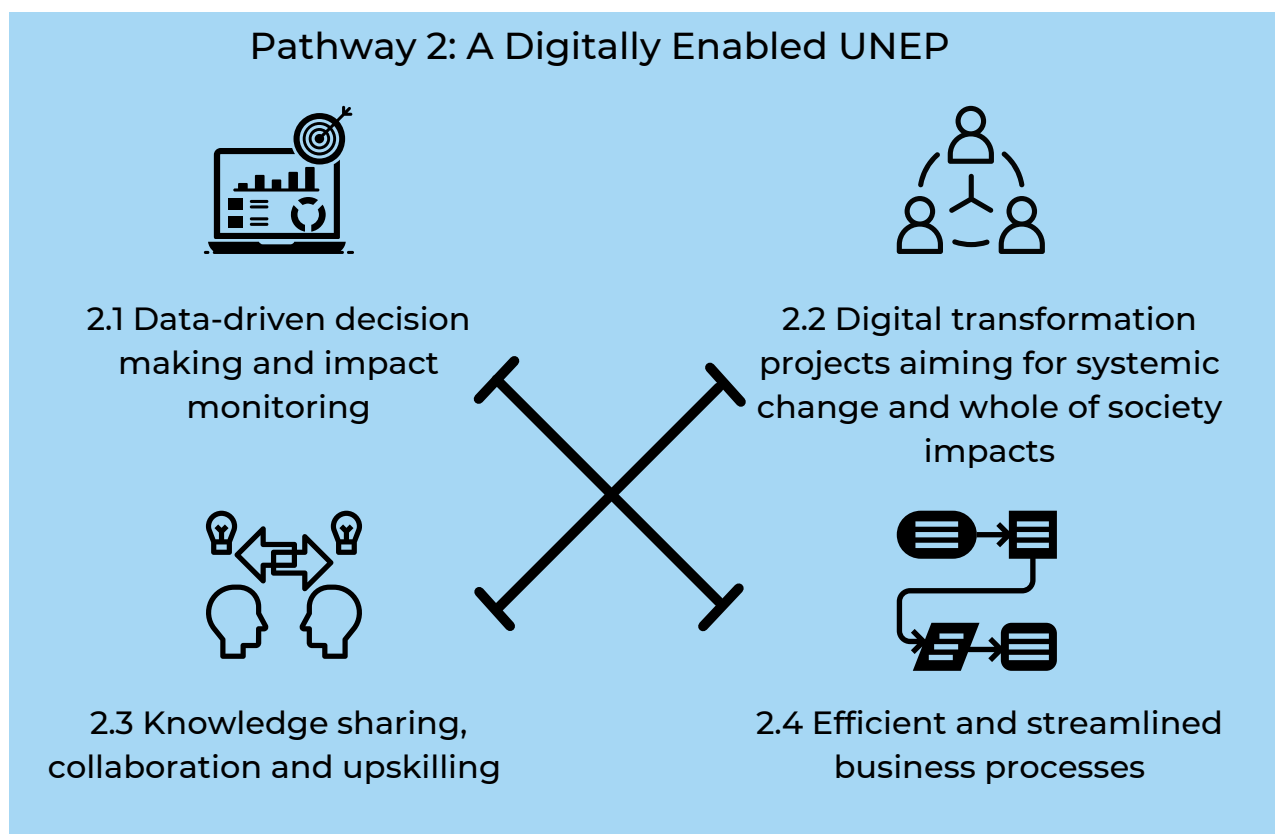 Pathway 2: A Digitally Enabled UNEP
2.1 Data-driven decision
making and impact
monitoring
2.2 Digital transformation
projects aiming for systemic
change and whole of society
impacts
2.3 Knowledge sharing,
collaboration and upskilling
2.4 Efficient and streamlined
business processes